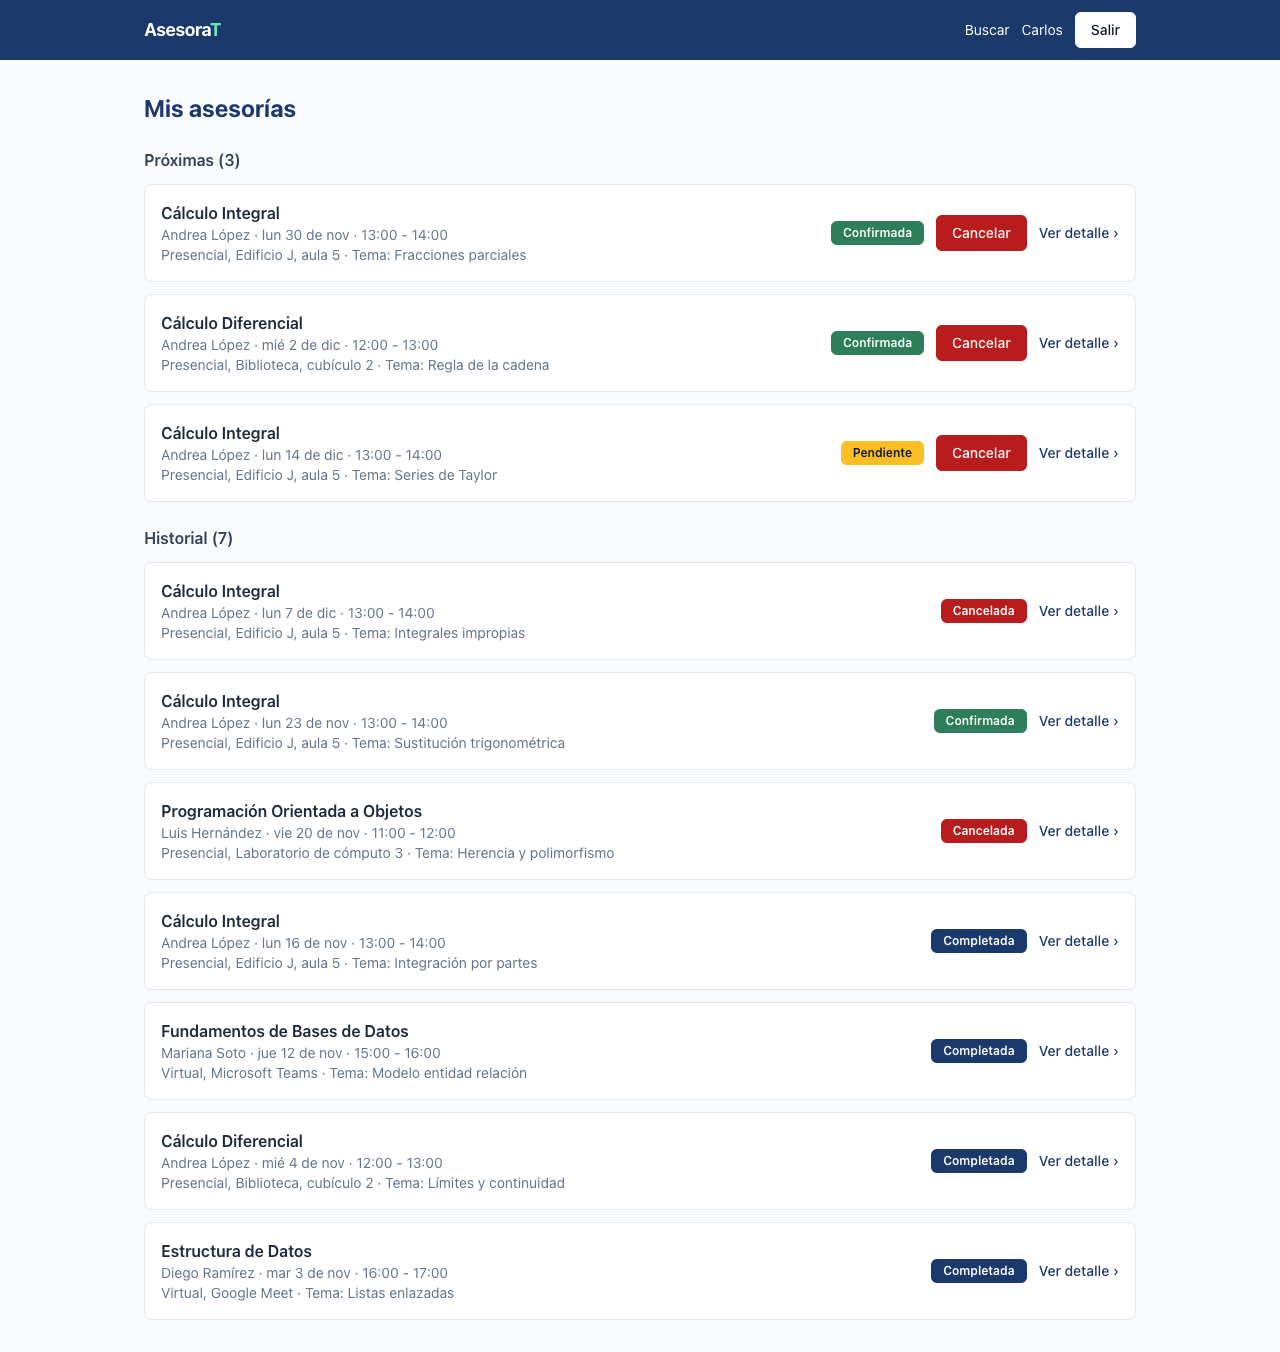 AsesoraT
Buscar Carlos Salir
Mis asesorías
Próximas (3)
Cálculo Integral
Andrea López · lun 30 de nov · 13:00 - 14:00
Presencial, Edificio J, aula 5 · Tema: Fracciones parciales
Confirmada Cancelar Ver detalle ›
Cálculo Diferencial
Andrea López · mié 2 de dic · 12:00 - 13:00
Presencial, Biblioteca, cubículo 2 · Tema: Regla de la cadena
Confirmada Cancelar Ver detalle ›
Cálculo Integral
Andrea López · lun 14 de dic · 13:00 - 14:00
Presencial, Edificio J, aula 5 · Tema: Series de Taylor
Pendiente Cancelar Ver detalle ›
Historial (7)
Cálculo Integral
Andrea López · lun 7 de dic · 13:00 - 14:00
Presencial, Edificio J, aula 5 · Tema: Integrales impropias
Cancelada Ver detalle ›
Cálculo Integral
Andrea López · lun 23 de nov · 13:00 - 14:00
Presencial, Edificio J, aula 5 · Tema: Sustitución trigonométrica
Confirmada Ver detalle ›
Programación Orientada a Objetos
Luis Hernández · vie 20 de nov · 11:00 - 12:00
Presencial, Laboratorio de cómputo 3 · Tema: Herencia y polimorfismo
Cancelada Ver detalle ›
Cálculo Integral
Andrea López · lun 16 de nov · 13:00 - 14:00
Presencial, Edificio J, aula 5 · Tema: Integración por partes
Completada Ver detalle ›
Fundamentos de Bases de Datos
Mariana Soto · jue 12 de nov · 15:00 - 16:00
Virtual, Microsoft Teams · Tema: Modelo entidad relación
Completada Ver detalle ›
Cálculo Diferencial
Andrea López · mié 4 de nov · 12:00 - 13:00
Presencial, Biblioteca, cubículo 2 · Tema: Límites y continuidad
Completada Ver detalle ›
Estructura de Datos
Diego Ramírez · mar 3 de nov · 16:00 - 17:00
Virtual, Google Meet · Tema: Listas enlazadas
Completada Ver detalle ›